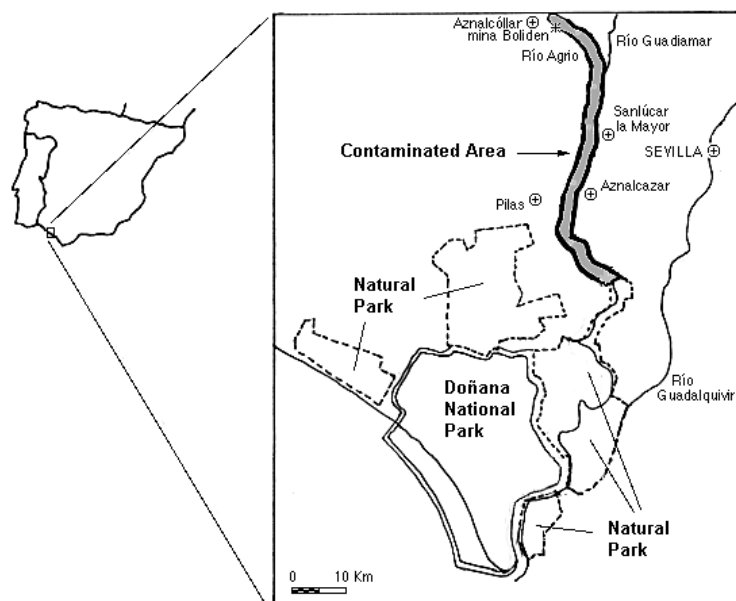 Aznalcóllar
mina Boliden
Río Agrio
Río Guadiamar
Sanlúcar
la Mayor
SEVILLA
Contaminated Area
Aznalcazar
Pilas
Natural
Park
Doñana
National
Park
Río
Guadalquivir
Natural
Park
0 10 Km